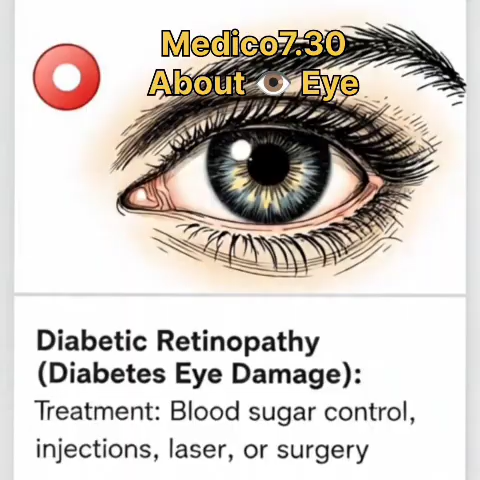 Medico7.30
About 👁 Eye
Diabetic Retinopathy
(Diabetes Eye Damage):
Treatment: Blood sugar control,
injections, laser, or surgery